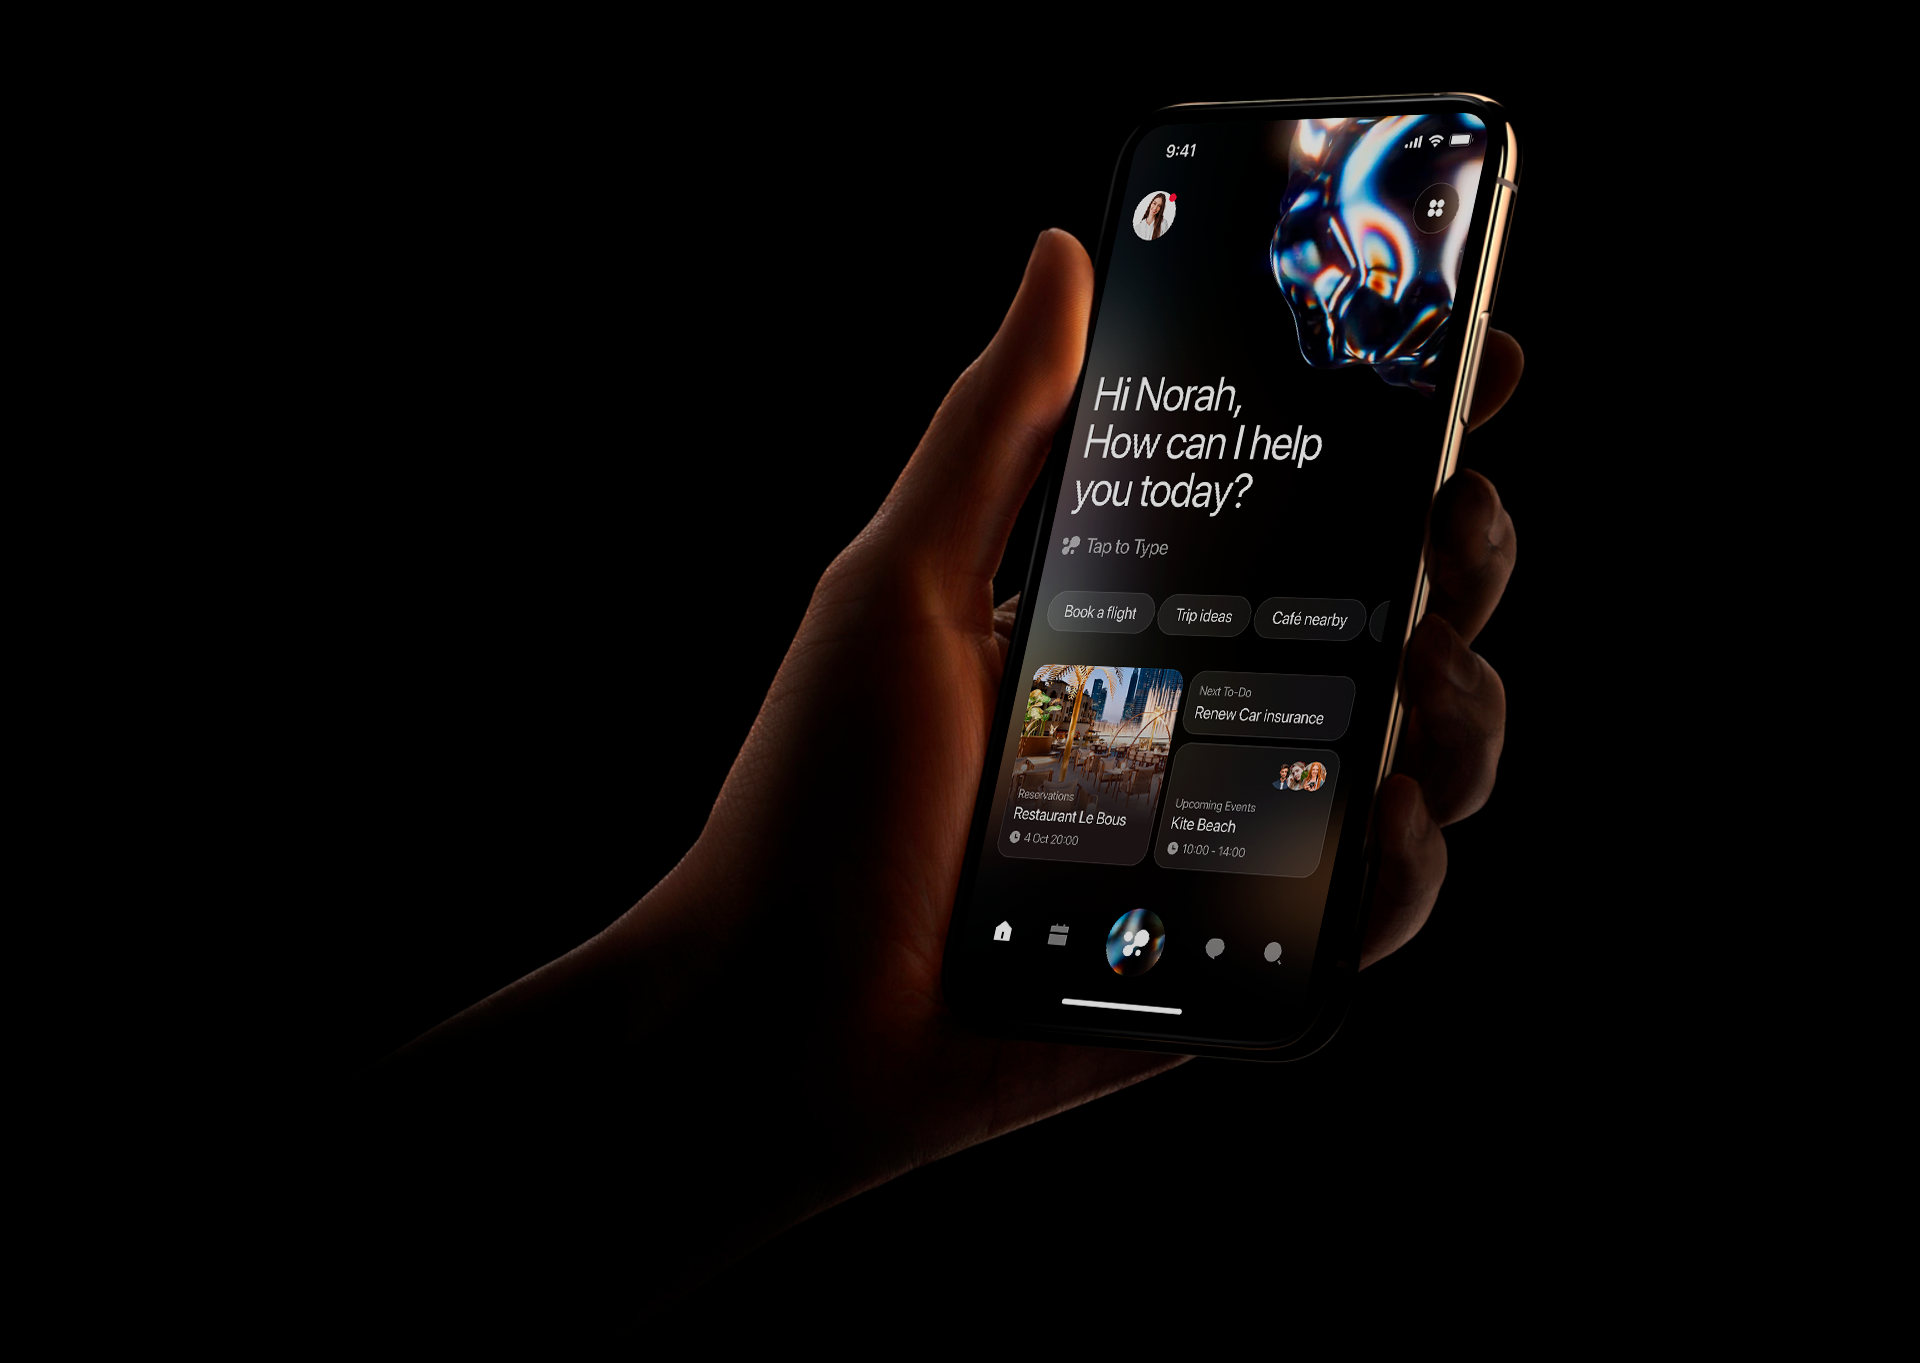 9:41
Hi Norah,
How can I help
you today?
Tap to Type
Book a flight
Trip ideas
Café nearby
Reservations
Restaurant Le Bous
4 Oct 20:00
Next To-Do
Renew Car insurance
Upcoming Events
Kite Beach
10:00 - 14:00